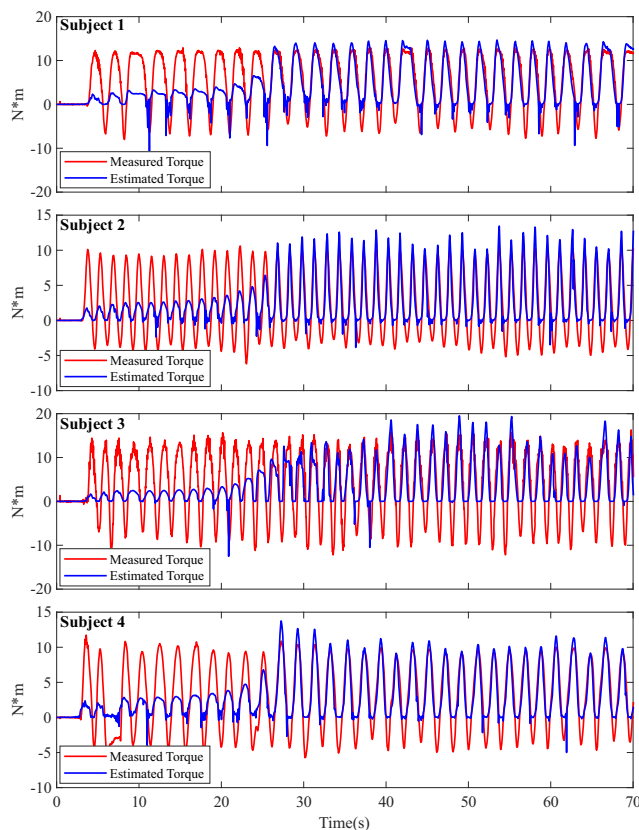 Subject 1
20
10
0
-10
20
N*m
Measured Torque
Estimated Torque
Subject 2
15
10
5
0
-5
-10
N*m
Measured Torque
Estimated Torque
Subject 3
20
10
0
-10
20
N*m
Measured Torque
Estimated Torque
Subject 4
15
10
5
0
-5
-10
N*m
Measured Torque
Estimated Torque
0 10 20 30 40 50 60 70
Time(s)